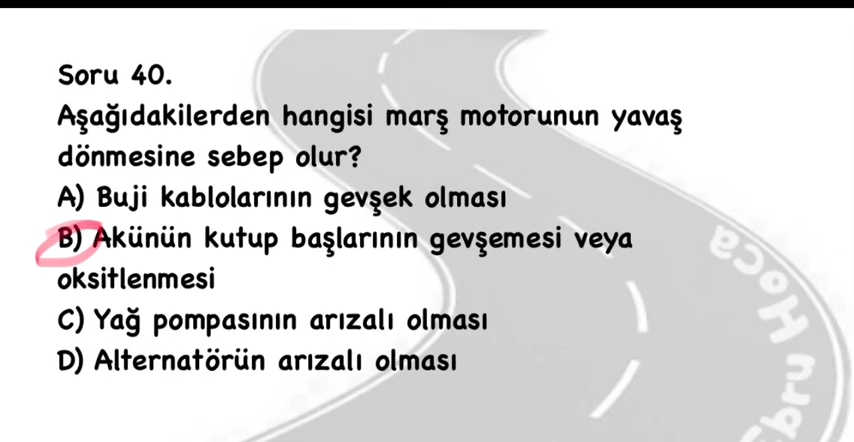 Soru 40.
Aşağıdakilerden hangisi marş motorunun yavaş
dönmesine sebep olur?
A) Buji kablolarının gevşek olması
B) Akünün kutup başlarının gevşemesi veya
oksitlenmesi
C) Yağ pompasının arızalı olması
D) Alternatörün arızalı olması
Ebru Hoca